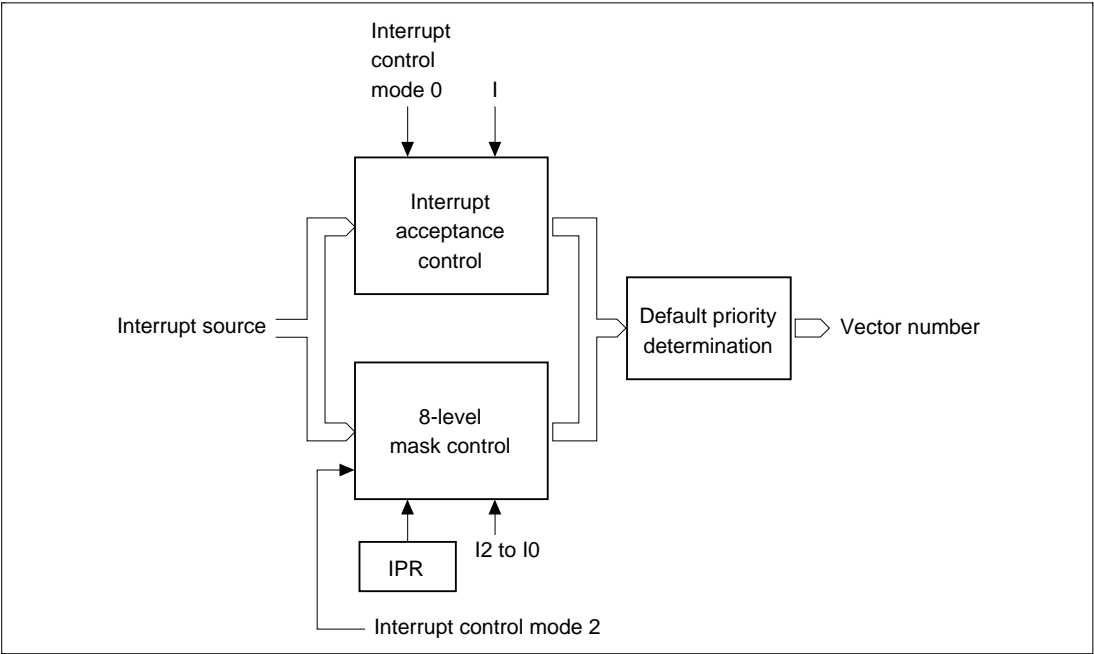 Interrupt
control
mode 0
I
Interrupt
acceptance
control
Interrupt source
Default priority
determination
Vector number
8-level
mask control
I2 to I0
IPR
Interrupt control mode 2